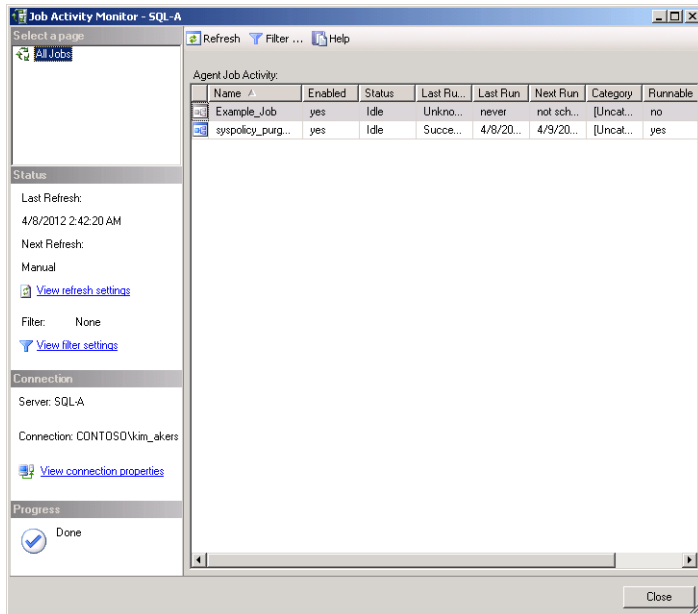 Job Activity Monitor - SQL-A
Select a page
All Jobs
Refresh Filter ... Help
Agent Job Activity:
Name Enabled Status Last Ru... Last Run Next Run Category Runnable
Example_Job yes Idle Unkno... never not sch... [Uncat... no
syspolicy_purg... yes Idle Succe... 4/8/20... 4/9/20... [Uncat... yes
Status
Last Refresh:
4/8/2012 2:42:20 AM
Next Refresh:
Manual
View refresh settings
Filter: None
View filter settings
Connection
Server: SQL-A
Connection: CONTOSO\kim_akers
View connection properties
Progress
Done
Close